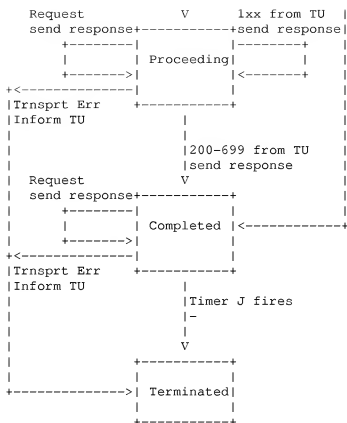 Request V 1xx from TU |
send response+-----------+send response|
+--------| |--------+ |
| | Proceeding| | |
+------->| |<-------+ |
+<--------------| | |
|Trnsprt Err +-----------+ |
|Inform TU | |
| | |
| |200-699 from TU |
| |send response |
| Request V |
| send response+-----------+ |
| +--------| | |
| | | Completed |<------------+
| +------->| |
+<--------------| |
|Trnsprt Err +-----------+
|Inform TU |
| |Timer J fires
| |-
| |
| V
| +-----------+
| | |
+-------------->| Terminated|
| |
+-----------+